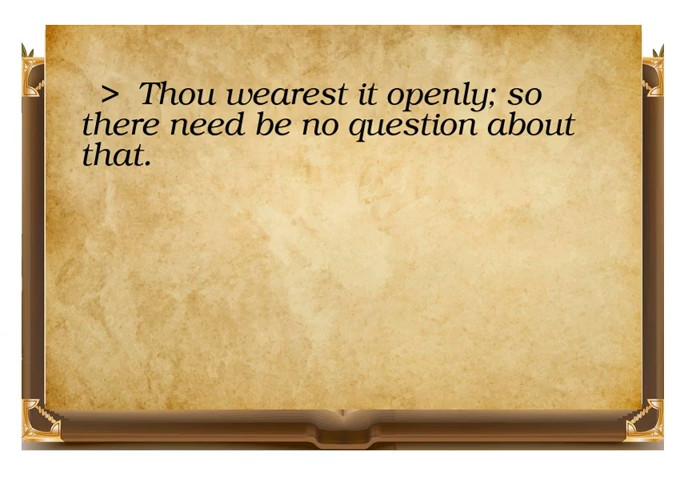 > Thou wearest it openly; so
there need be no question about
that.